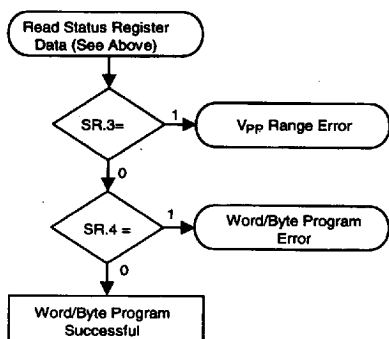 Read Status Register
Data (See Above)
SR.3=
1
VPP Range Error
0
SR.4 =
1
Word/Byte Program
Error
0
Word/Byte Program
Successful